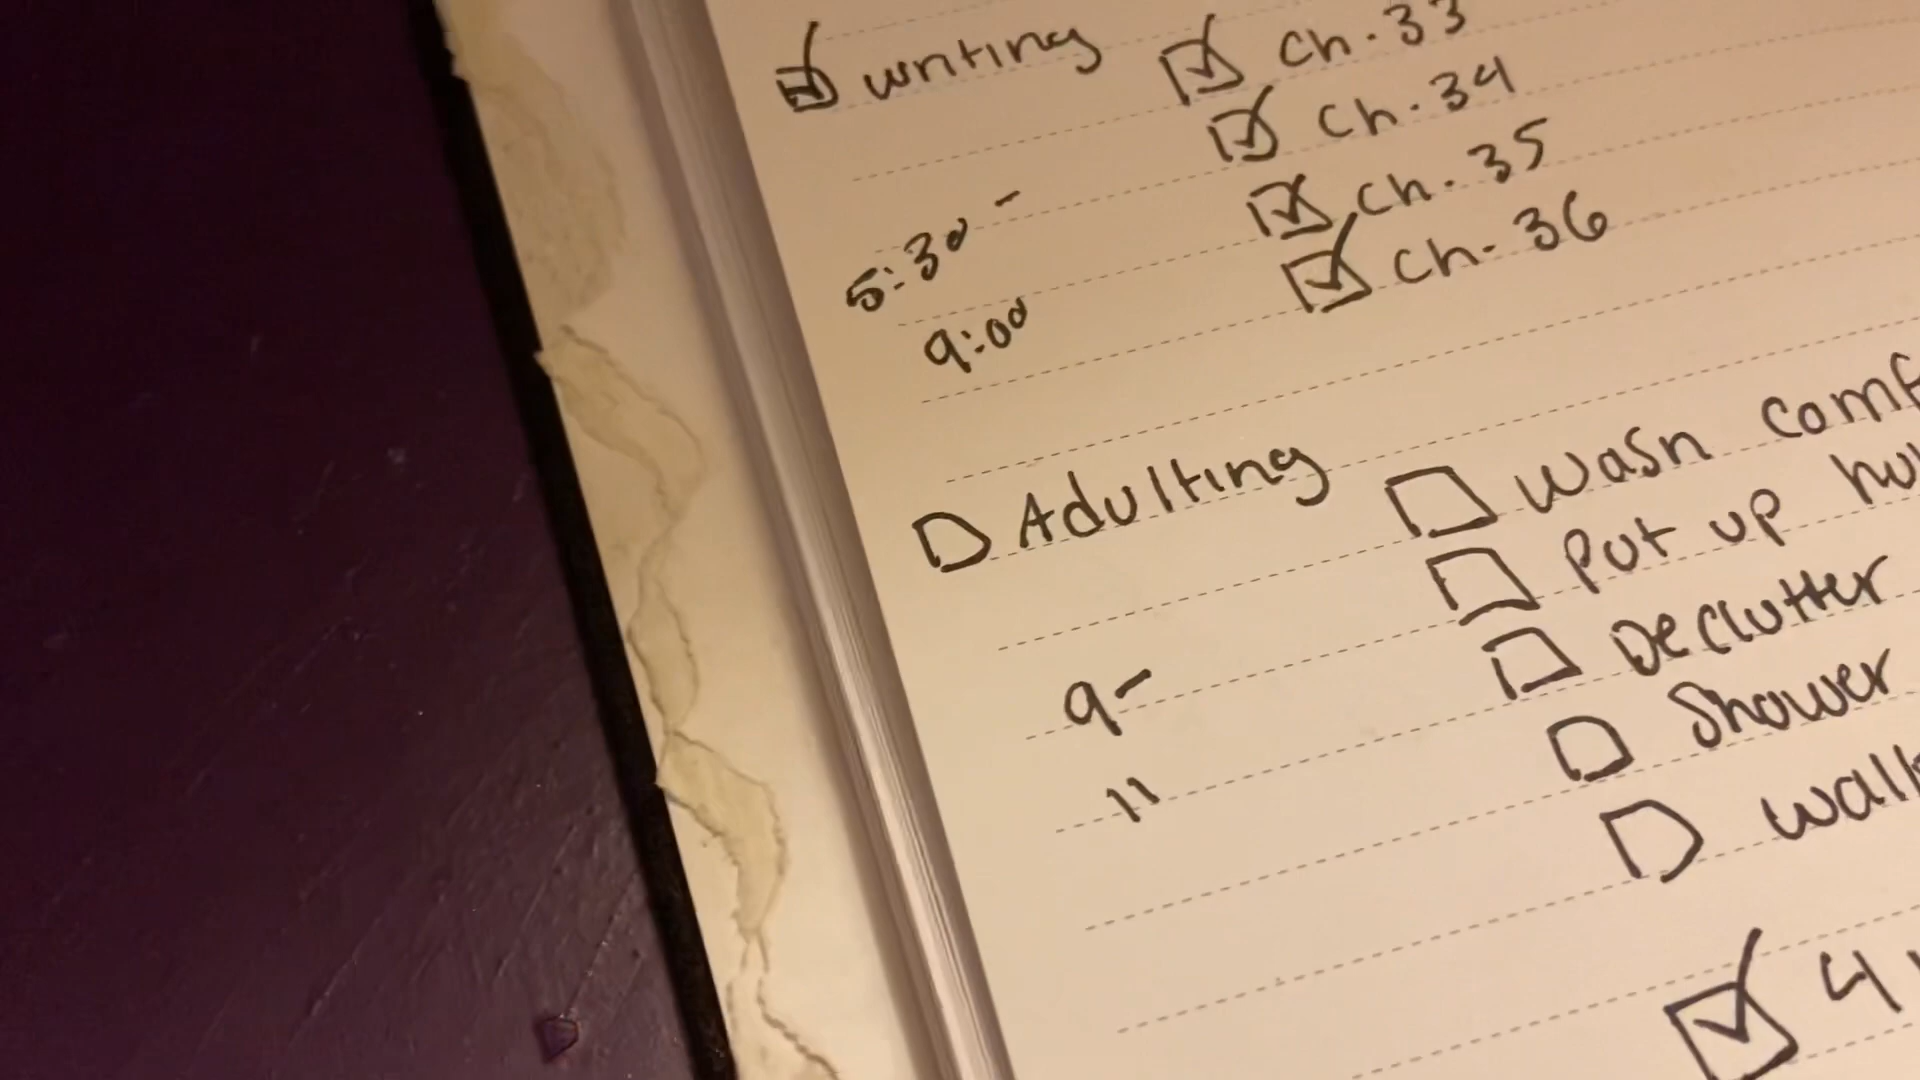 writing Ch. 33
Ch. 34
5:30 - Ch. 35
9:00 Ch. 36
Adulting Wash
Put up
Declutter
9- Shower
11
4